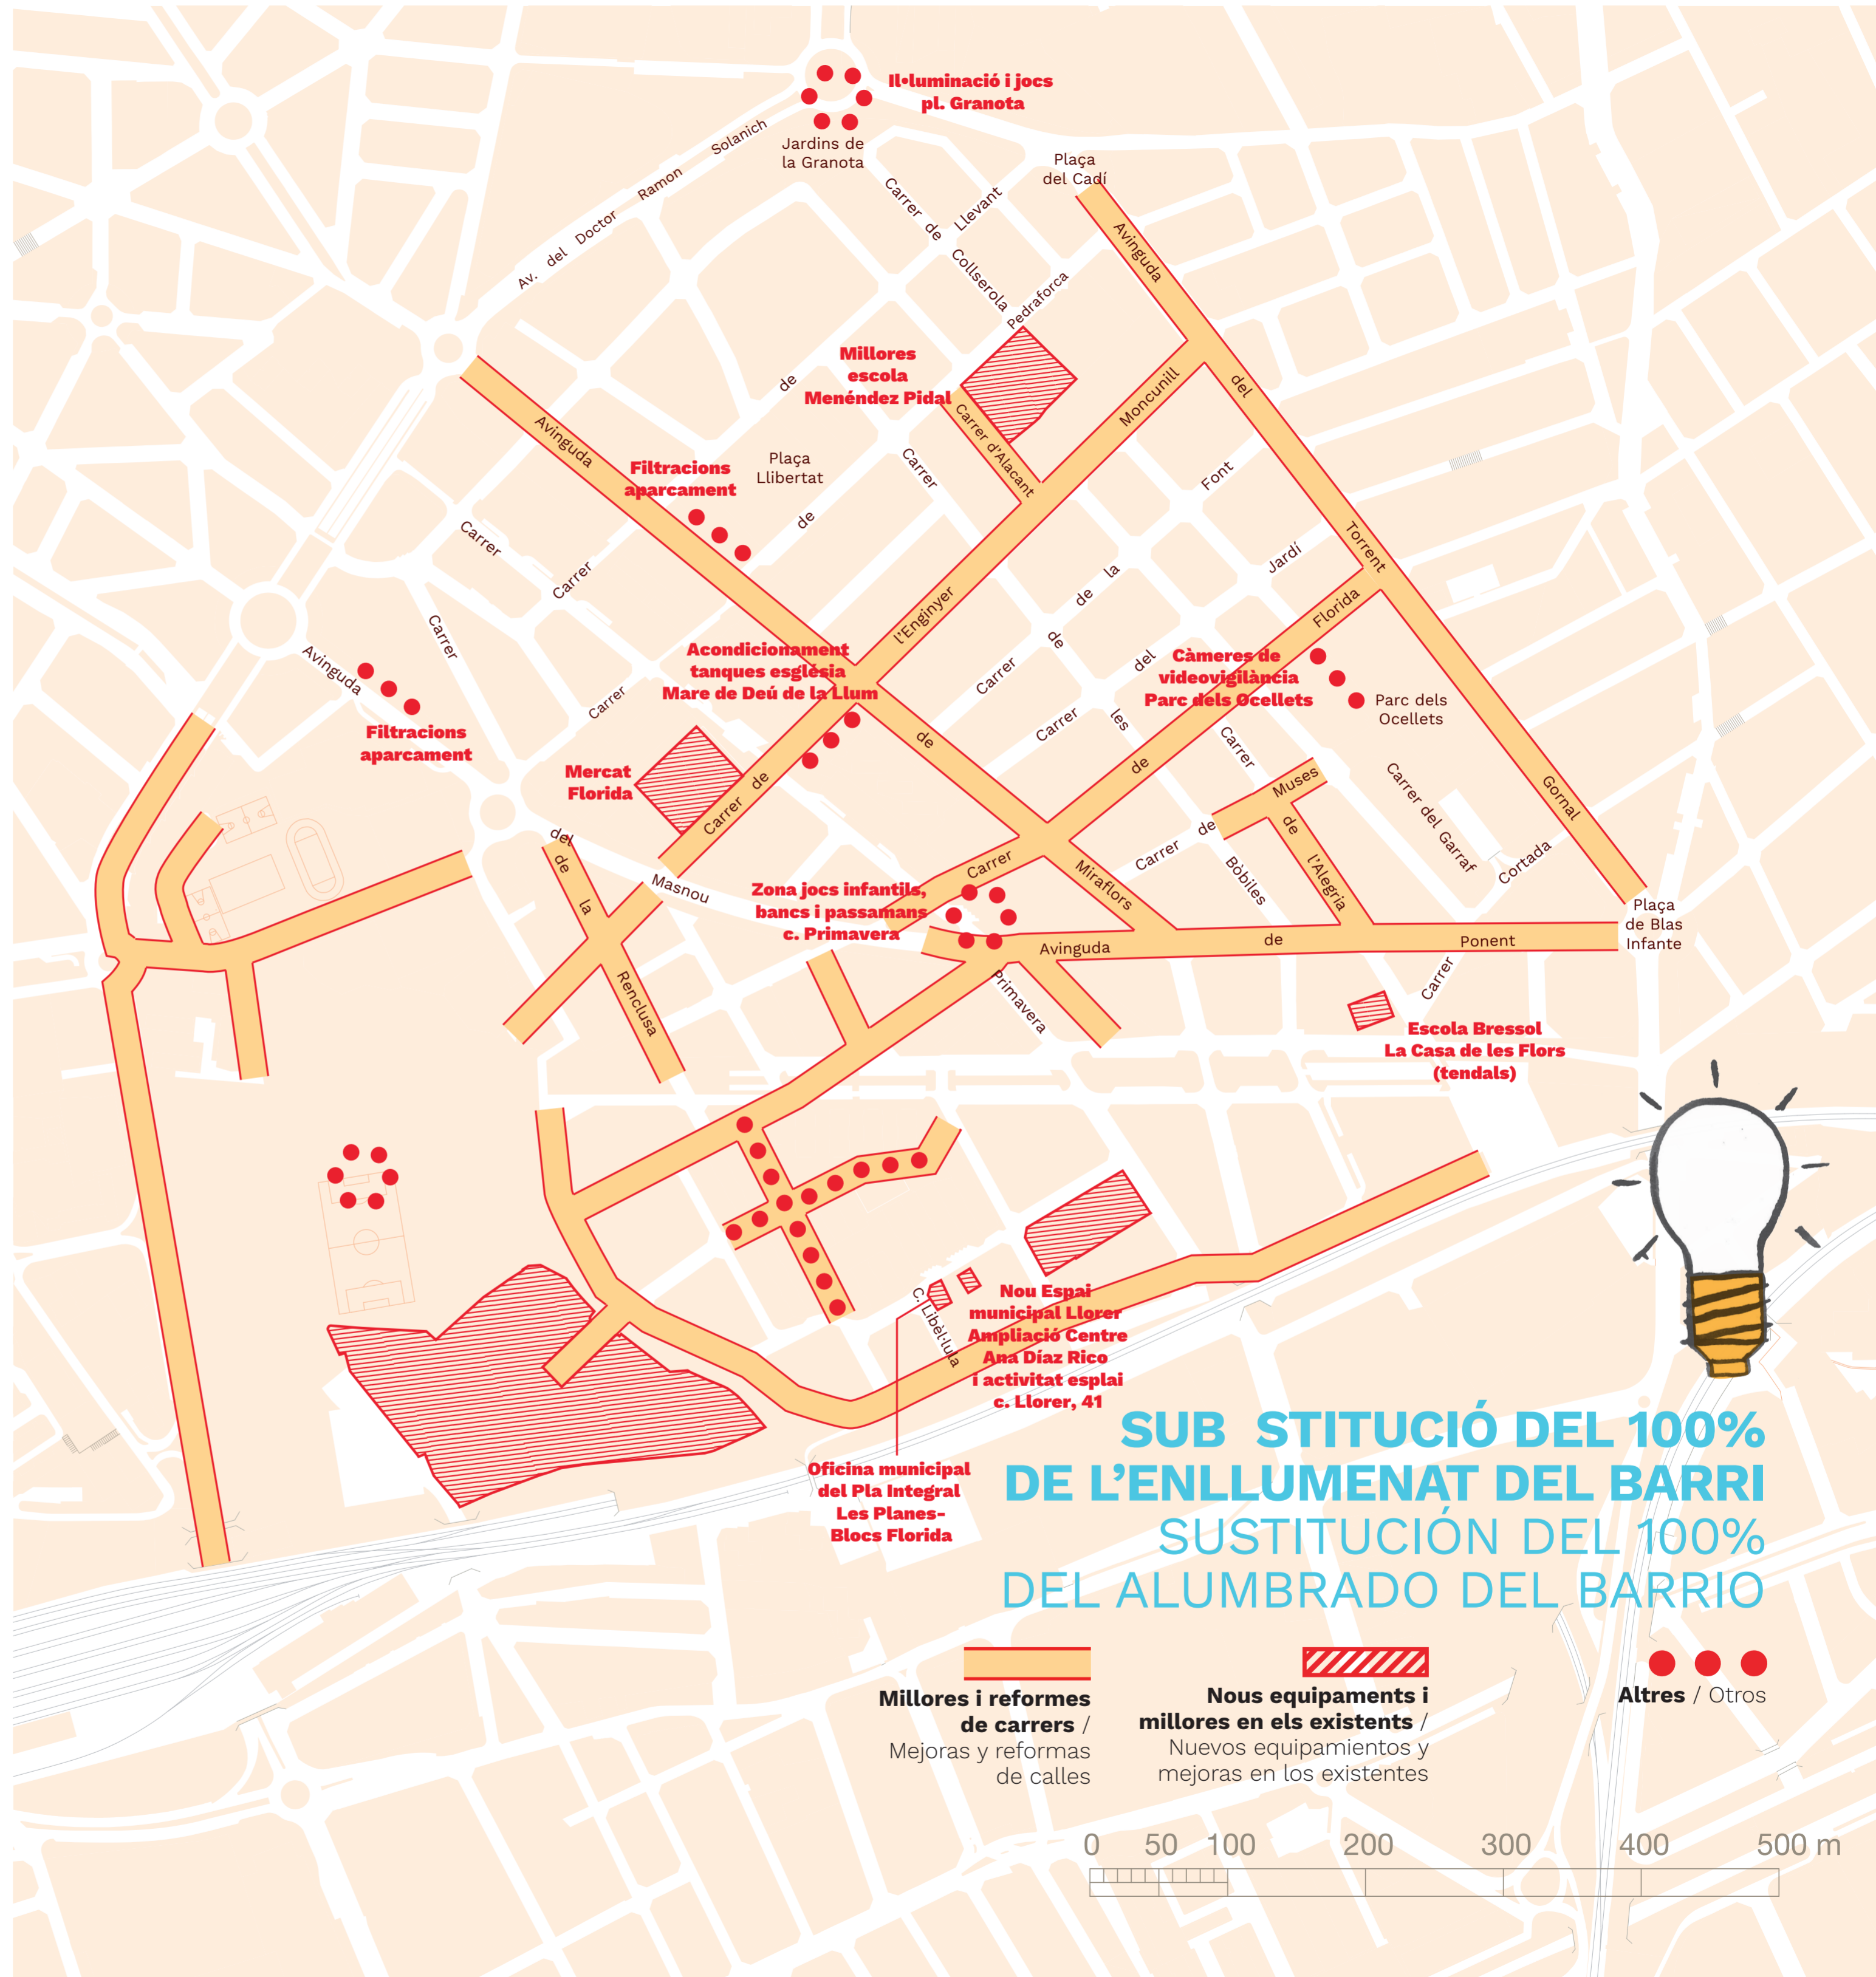 Il•luminació i jocs
pl. Granota
Jardins de
la Granota
Av. del Doctor Ramon Solanich
Plaça
del Cadí
Carrer de Collserola
Llevant
Pedraforca
Avinguda del Torrent Gornal
Millores
escola
Menéndez Pidal
Carrer d'Alacant
Carrer de l'Enginyer Moncunill
Avinguda de Miraflors
Filtracions
aparcament
Plaça
Llibertat
de
de
Carrer
Carrer
Carrer
Carrer
Carrer
Font
Jardí
la
de
de
del
les
Carrer
Carrer
Carrer
Avinguda
Filtracions
aparcament
Acondicionament
tanques església
Mare de Deú de la Llum
Càmeres de
videovigilància
Parc dels Ocellets
Parc dels
Ocellets
Mercat
Florida
Carrer de Florida
Carrer de Muses
de l'Alegria
Bòbiles
Carrer del Garraf
Cortada
Carrer
del
Masnou
de la Renclusa
Zona jocs infantils,
bancs i passamans
c. Primavera
Primavera
Avinguda de Ponent
Plaça
de Blas
Infante
Escola Bressol
La Casa de les Flors
(tendals)
C. Libèl·lula
Nou Espai
municipal Llorer
Ampliació Centre
Ana Díaz Rico
i activitat esplai
c. Llorer, 41
Oficina municipal
del Pla Integral
Les Planes-
Blocs Florida
SUB STITUCIÓ DEL 100%
DE L’ENLLUMENAT DEL BARRI
SUSTITUCIÓN DEL 100%
DEL ALUMBRADO DEL BARRIO
Millores i reformes
de carrers /
Mejoras y reformas
de calles
Nous equipaments i
millores en els existents /
Nuevos equipamientos y
mejoras en los existentes
Altres / Otros
0 50 100 200 300 400 500 m